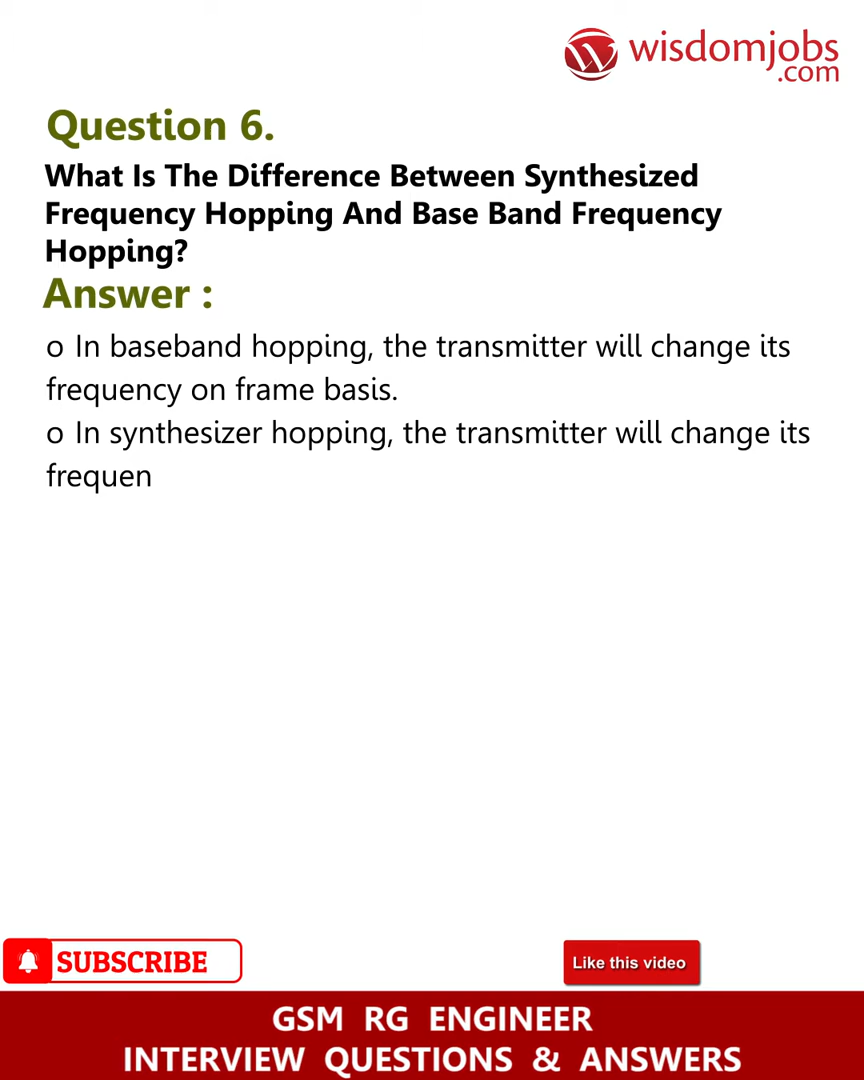 wisdomjobs
.com
Question 6.
What Is The Difference Between Synthesized
Frequency Hopping And Base Band Frequency
Hopping?
Answer :
o In baseband hopping, the transmitter will change its
frequency on frame basis.
o In synthesizer hopping, the transmitter will change its
frequen
SUBSCRIBE
Like this video
GSM RG ENGINEER
INTERVIEW QUESTIONS & ANSWERS